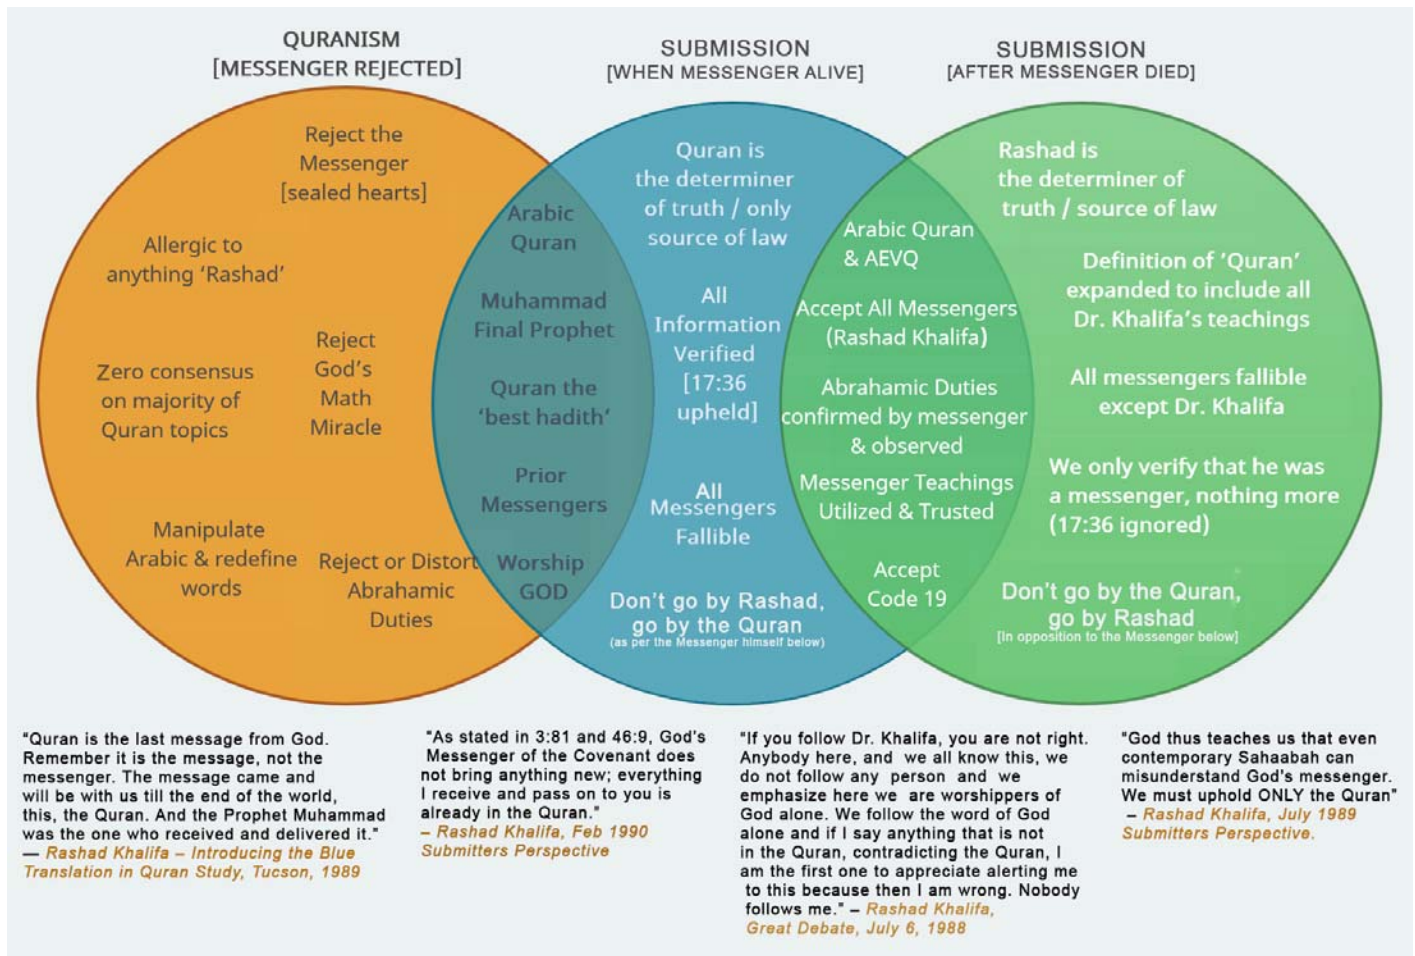 QURANISM
[MESSENGER REJECTED]
SUBMISSION
[WHEN MESSENGER ALIVE]
SUBMISSION
[AFTER MESSENGER DIED]
Reject the
Messenger
[sealed hearts]
Allergic to
anything ‘Rashad’
Zero consensus
on majority of
Quran topics
Reject
God’s
Math
Miracle
Manipulate
Arabic & redefine
words
Reject or Distort
Abrahamic
Duties
Arabic
Quran
Muhammad
Final Prophet
Quran the
‘best hadith’
Prior
Messengers
Worship
GOD
Quran is
the determiner
of truth / only
source of law
All
Information
Verified
[17:36
upheld]
All
Messengers
Fallible
Don’t go by Rashad,
go by the Quran
(as per the Messenger himself below)
Arabic Quran
& AEVQ
Accept All Messengers
(Rashad Khalifa)
Abrahamic Duties
confirmed by messenger
& observed
Messenger Teachings
Utilized & Trusted
Accept
Code 19
Rashad is
the determiner of
truth / source of law
Definition of ‘Quran’
expanded to include all
Dr. Khalifa’s teachings
All messengers fallible
except Dr. Khalifa
We only verify that he was
a messenger, nothing more
(17:36 ignored)
Don’t go by the Quran,
go by Rashad
[In opposition to the Messenger below]
“Quran is the last message from God.
Remember it is the message, not the
messenger. The message came and
will be with us till the end of the world,
this, the Quran. And the Prophet Muhammad
was the one who received and delivered it.”
— Rashad Khalifa – Introducing the Blue
Translation in Quran Study, Tucson, 1989
“As stated in 3:81 and 46:9, God’s
Messenger of the Covenant does
not bring anything new; everything
I receive and pass on to you is
already in the Quran.”
– Rashad Khalifa, Feb 1990
Submitters Perspective
“If you follow Dr. Khalifa, you are not right.
Anybody here, and we all know this, we
do not follow any person and we
emphasize here we are worshippers of
God alone. We follow the word of God
alone and if I say anything that is not
in the Quran, contradicting the Quran, I
am the first one to appreciate alerting me
to this because then I am wrong. Nobody
follows me.” – Rashad Khalifa,
Great Debate, July 6, 1988
“God thus teaches us that even
contemporary Sahaabah can
misunderstand God’s messenger.
We must uphold ONLY the Quran”
– Rashad Khalifa, July 1989
Submitters Perspective.